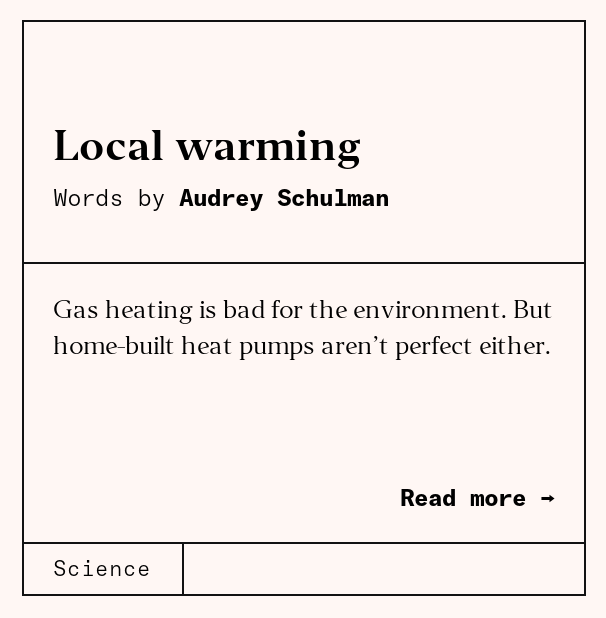 Local warming
Words by Audrey Schulman
Gas heating is bad for the environment. But
home-built heat pumps aren’t perfect either.
Read more →
Science